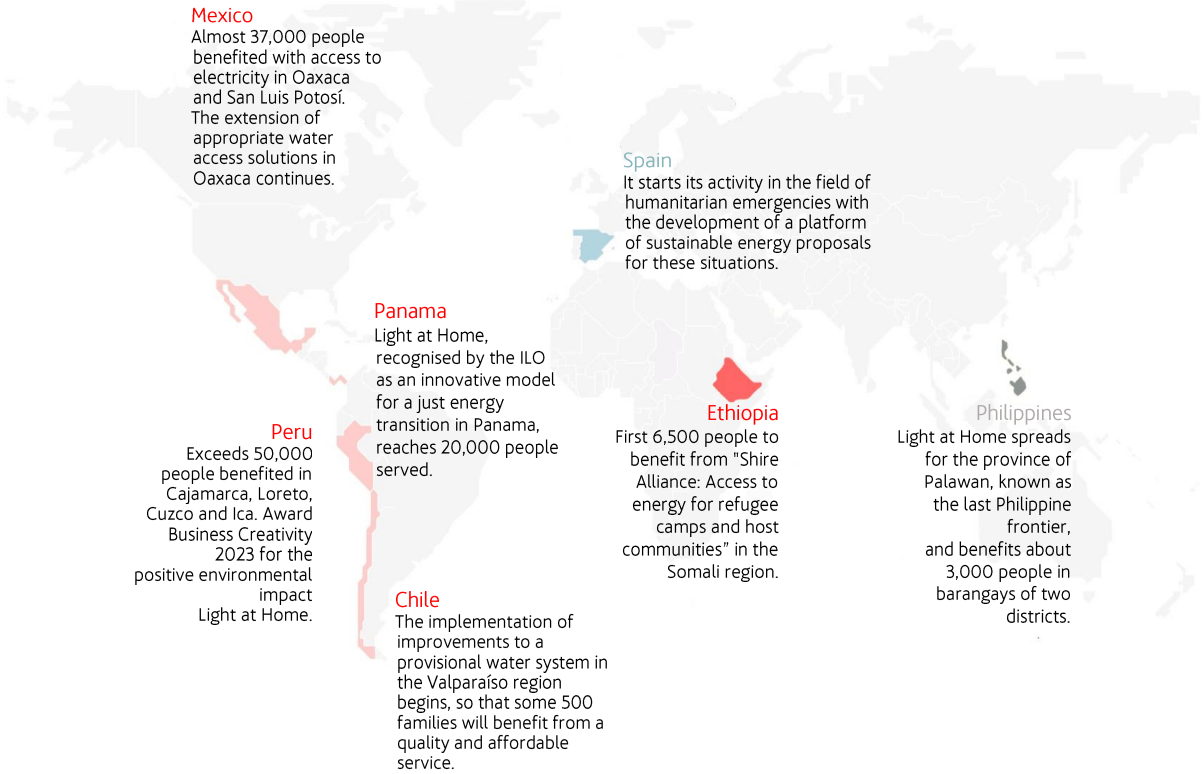 Mexico
Almost 37,000 people
benefited with access to
electricity in Oaxaca
and San Luis Potosí.
The extension of
appropriate water
access solutions in
Oaxaca continues.
Spain
It starts its activity in the field of
humanitarian emergencies with
the development of a platform
of sustainable energy proposals
for these situations.
Panama
Light at Home,
recognised by the ILO
as an innovative model
for a just energy
transition in Panama,
reaches 20,000 people
served.
Peru
Exceeds 50,000
people benefited in
Cajamarca, Loreto,
Cuzco and Ica. Award
Business Creativity
2023 for the
positive environmental
impact
Light at Home.
Ethiopia
First 6,500 people to
benefit from "Shire
Alliance: Access to
energy for refugee
camps and host
communities” in the
Somali region.
Philippines
Light at Home spreads
for the province of
Palawan, known as
the last Philippine
frontier,
and benefits about
3,000 people in
barangays of two
districts.
Chile
The implementation of
improvements to a
provisional water system in
the Valparaíso region
begins, so that some 500
families will benefit from a
quality and affordable
service.